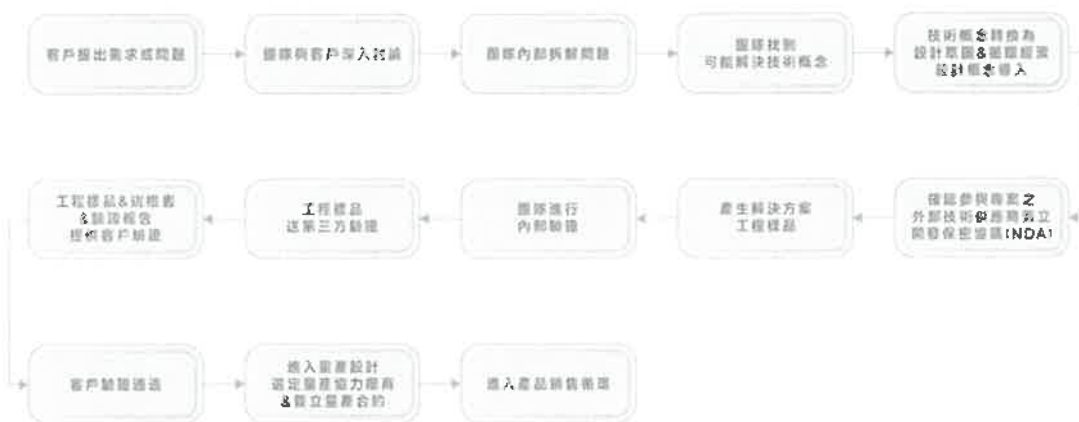 客戶提出需求或問題
團隊與客戶深入討論
團隊內部拆解問題
團隊找到
可能解決技術概念
技術概念轉換為
設計草圖&循環經濟
設計概念導入
確認參與專案之
外部技術供應商簽立
開發保密協議(NDA)
產生解決方案
工程樣品
團隊進行
內部驗證
工程樣品
送第三方驗證
工程樣品&規格書
&驗證報告
提供客戶驗證
客戶驗證通過
進入量產設計
選定量產協力廠商
&簽立量產合約
進入產品銷售循環